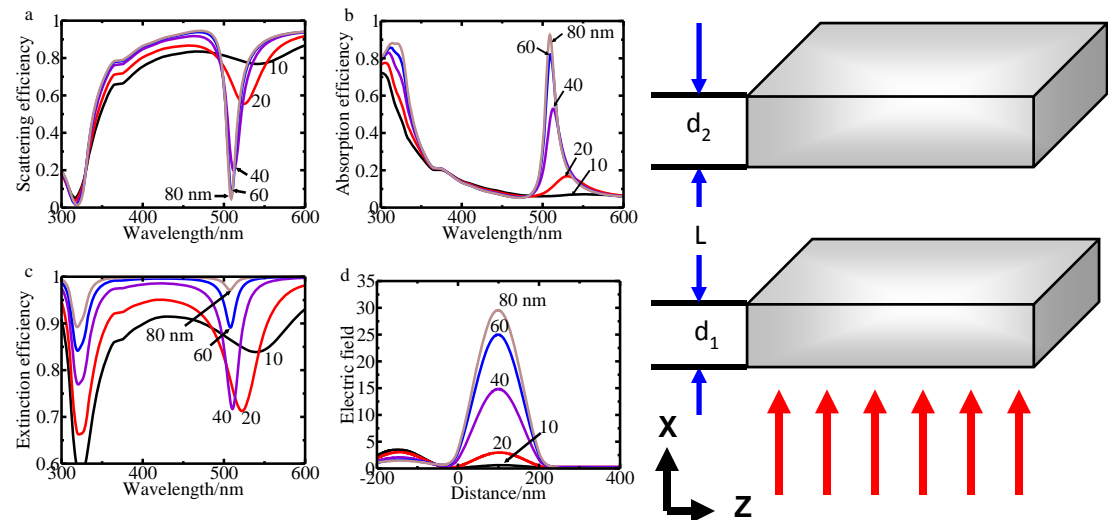 a
Scattering efficiency
1
0.8
0.6
0.4
0.2
0
10
20
40
80 nm
60
300
400
500
600
Wavelength/nm
b
Absorption efficiency
1
0.8
0.6
0.4
0.2
0
80 nm
60
40
20
10
300
400
500
600
Wavelength/nm
c
Extinction efficiency
1
0.9
0.8
0.7
0.6
80 nm
60
10
40
20
300
400
500
600
Wavelength/nm
d
Electric field
35
30
25
20
15
10
5
0
80 nm
60
40
10
20
-200
0
200
400
Distance/nm
d2
L
d1
X
Z